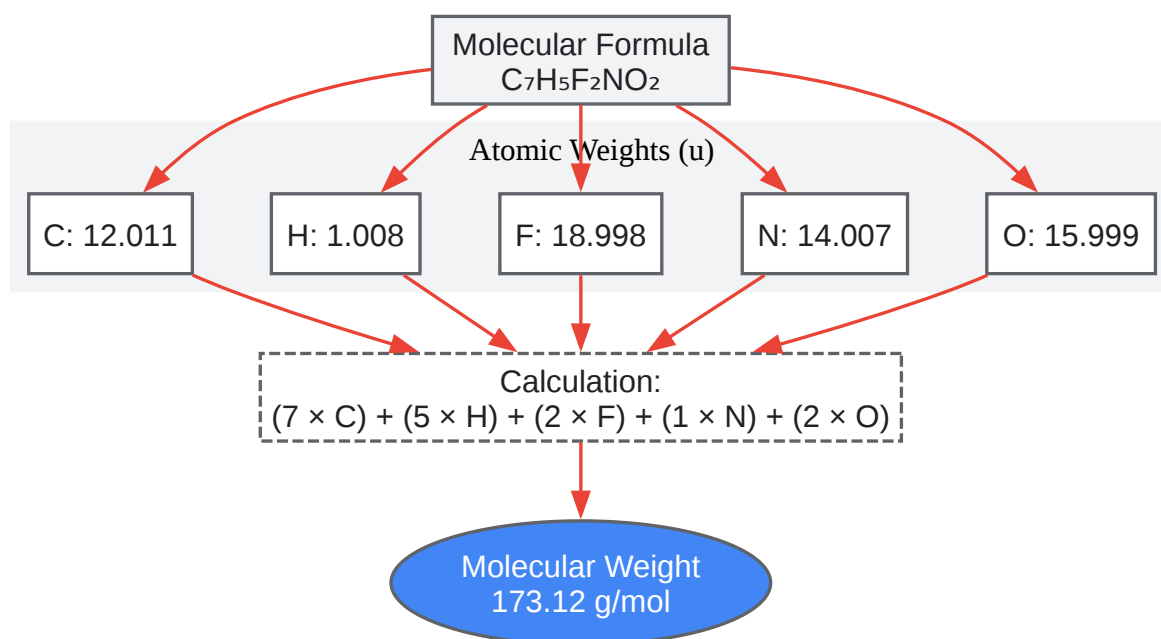 Molecular Formula
C₇H₅F₂NO₂
Atomic Weights (u)
C: 12.011
H: 1.008
F: 18.998
N: 14.007
O: 15.999
Calculation:
(7 × C) + (5 × H) + (2 × F) + (1 × N) + (2 × O)
Molecular Weight
173.12 g/mol